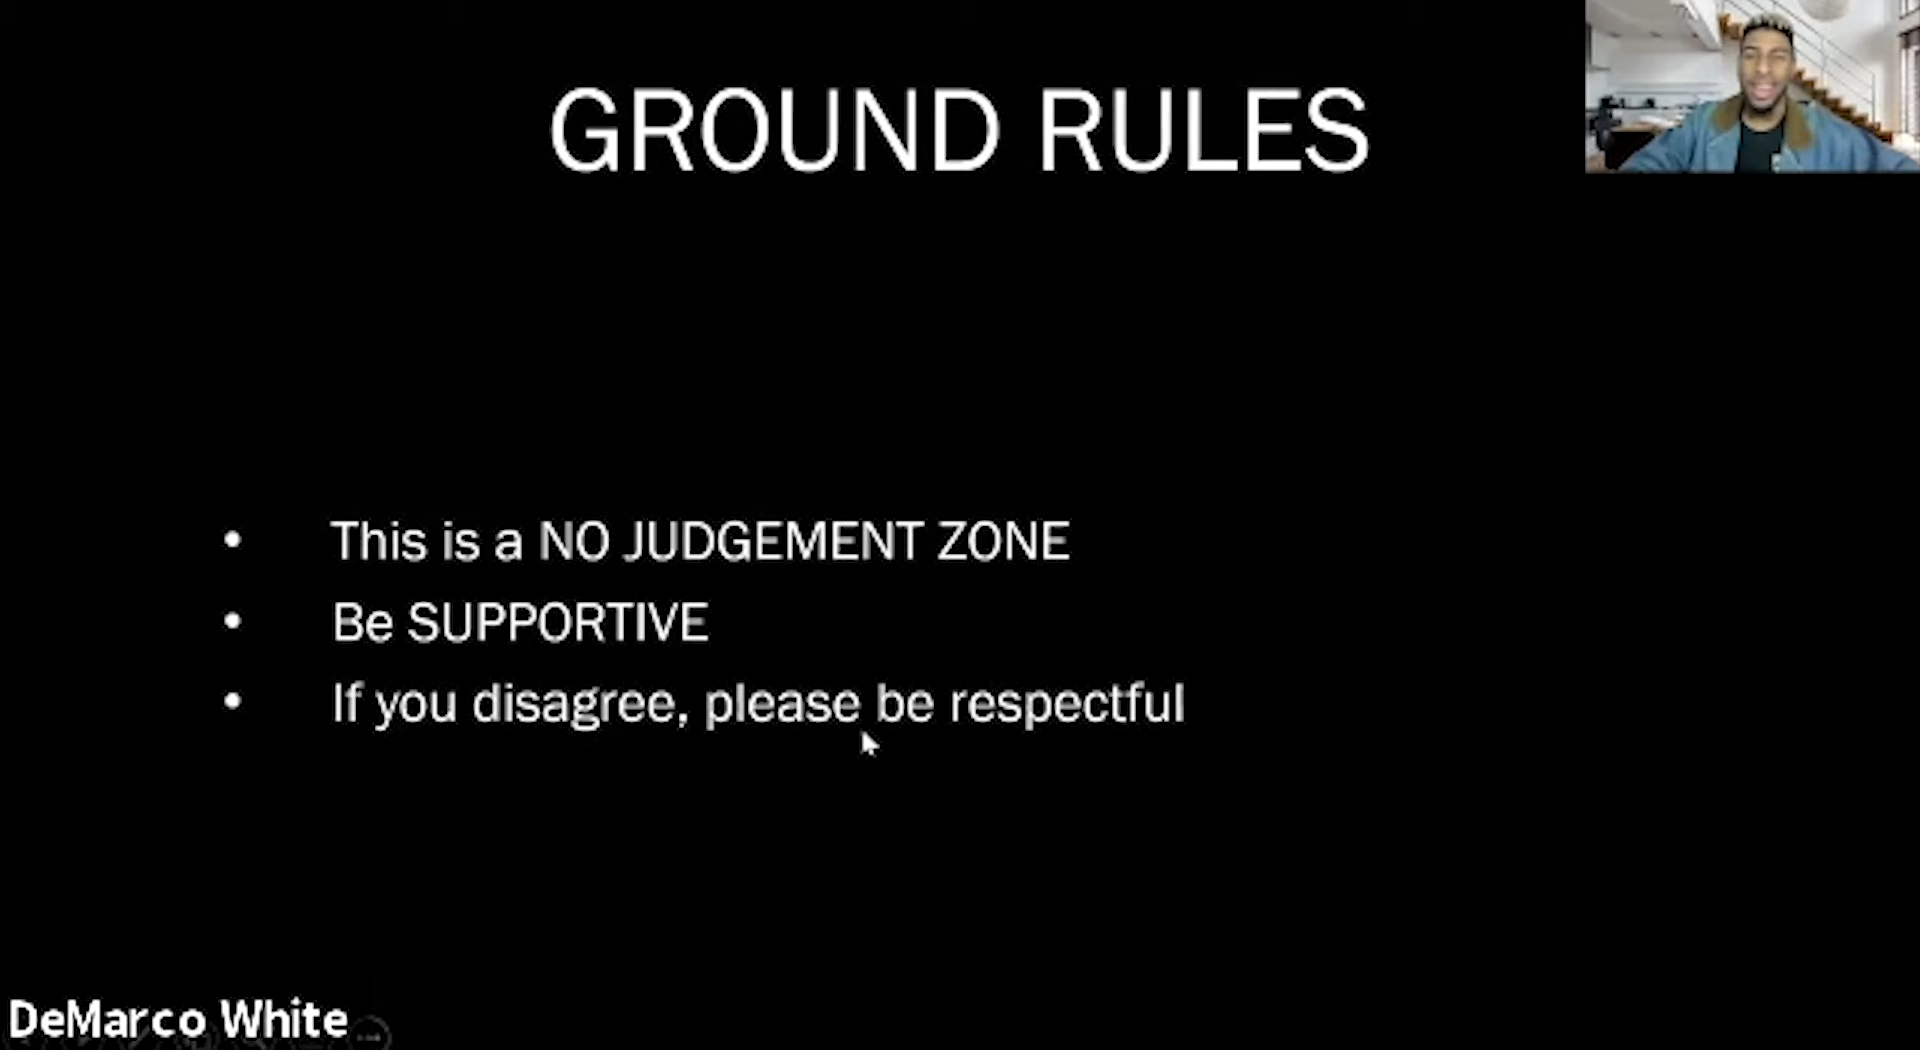 GROUND RULES
• This is a NO JUDGEMENT ZONE
• Be SUPPORTIVE
• If you disagree, please be respectful
DeMarco White